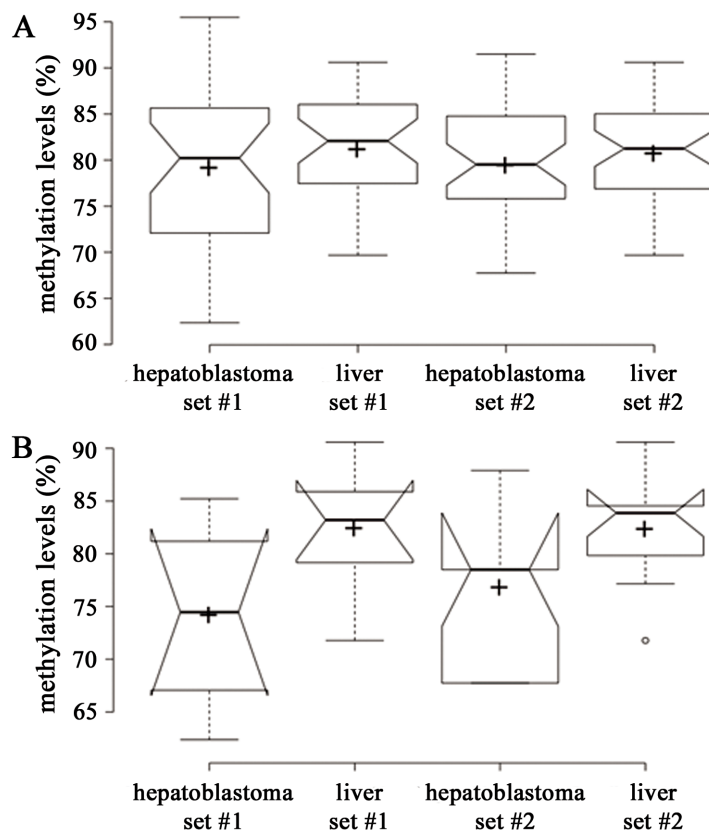 A
methylation levels (%)
95
90
85
80
75
70
65
60
hepatoblastoma
set #1
liver
set #1
hepatoblastoma
set #2
liver
set #2
B
methylation levels (%)
90
85
80
75
70
65
hepatoblastoma
set #1
liver
set #1
hepatoblastoma
set #2
liver
set #2